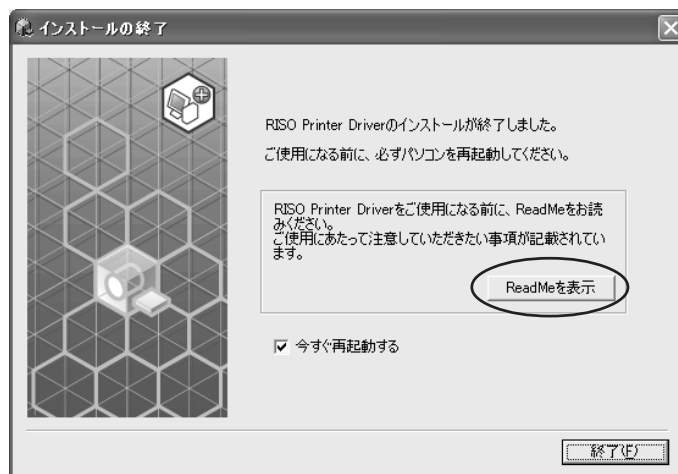 インストールの終了
RISO Printer Driverのインストールが終了しました。
ご使用になる前に、必ずパソコンを再起動してください。
RISO Printer Driverをご使用になる前に、ReadMeをお読
みください。
ご使用にあたって注意していただきたい事項が記載されてい
ます。
ReadMeを表示
今すぐ再起動する
終了(F)